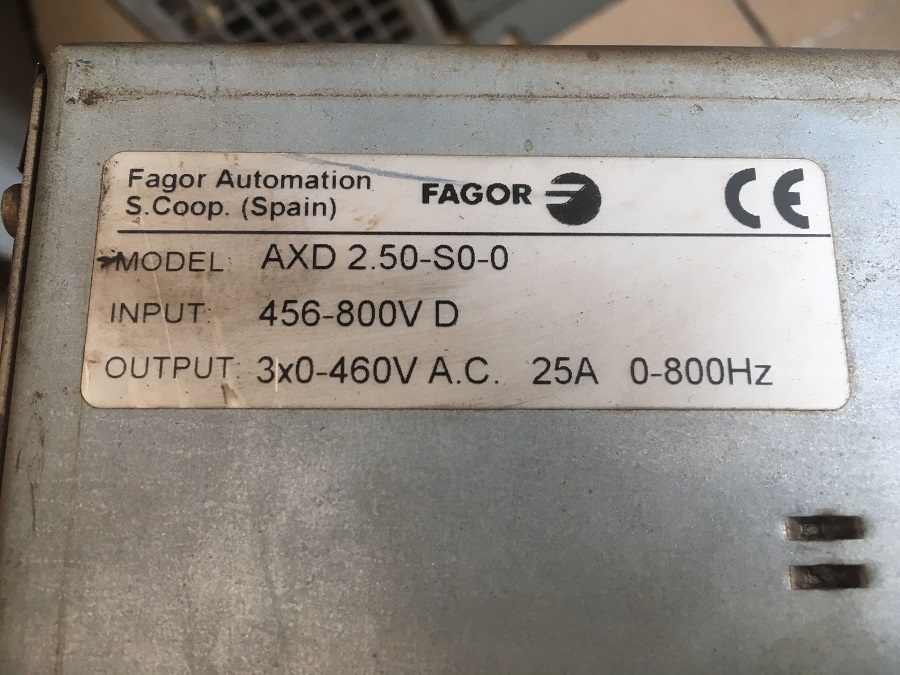 Fagor Automation
S.Coop. (Spain)
FAGOR
CE
MODEL: AXD 2.50-S0-0
INPUT: 456-800V D
OUTPUT: 3x0-460V A.C. 25A 0-800Hz